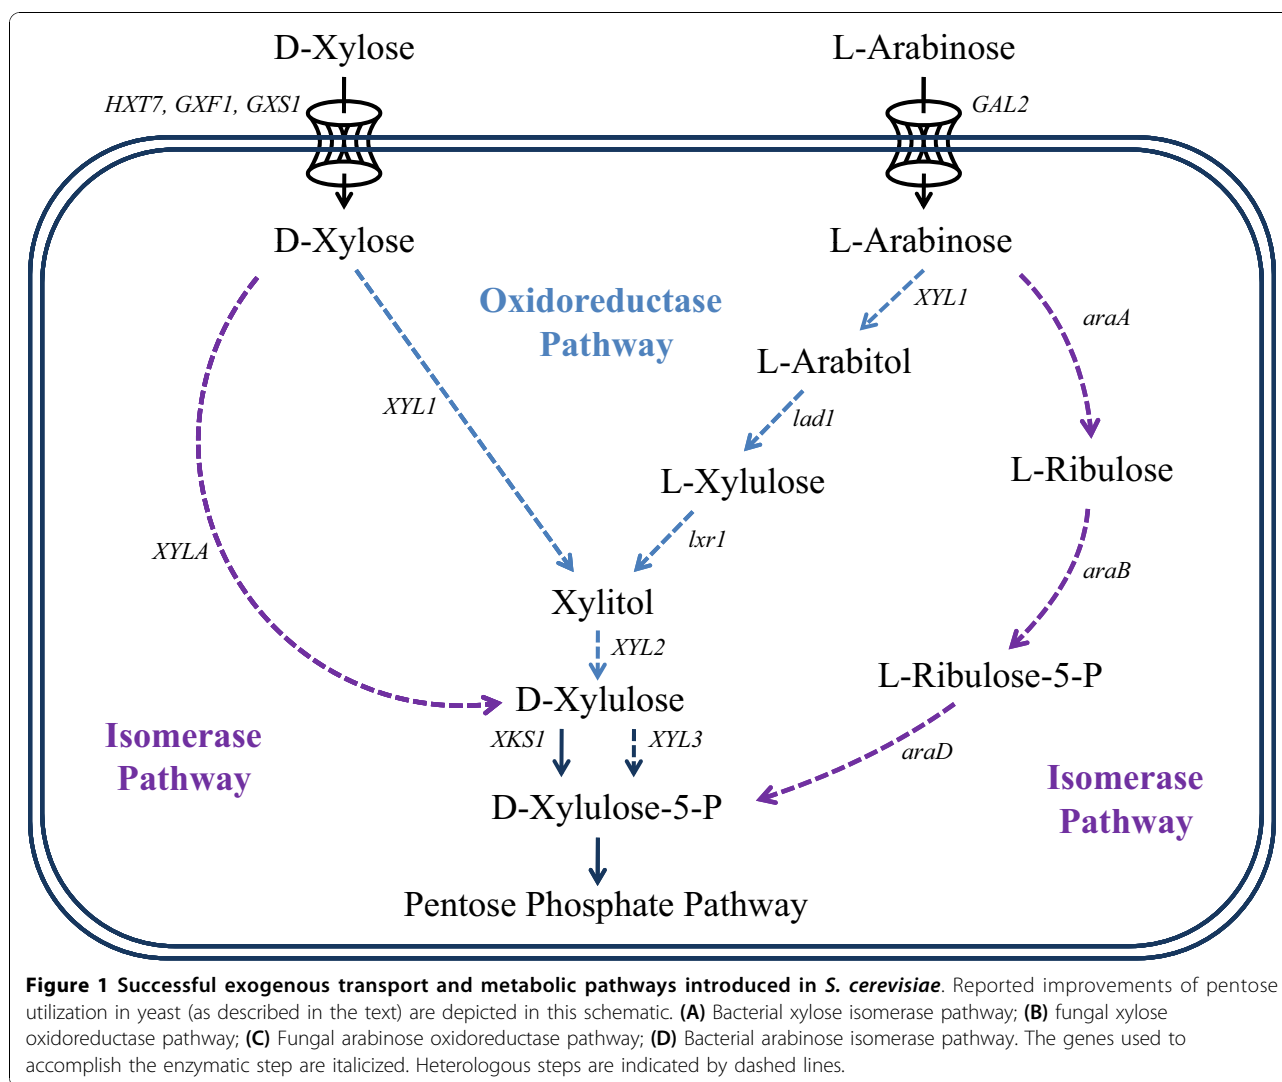 D-Xylose
L-Arabinose
HXT7, GXF1, GXS1
GAL2
D-Xylose
L-Arabinose
Oxidoreductase
Pathway
XYL1
araA
L-Arabitol
XYL1
lad1
L-Xylulose
L-Ribulose
lxr1
XYLA
araB
Xylitol
XYL2
L-Ribulose-5-P
D-Xylulose
Isomerase
Pathway
XKS1
XYL3
araD
Isomerase
Pathway
D-Xylulose-5-P
Pentose Phosphate Pathway
Figure 1 Successful exogenous transport and metabolic pathways introduced in S. cerevisiae. Reported improvements of pentose
utilization in yeast (as described in the text) are depicted in this schematic. (A) Bacterial xylose isomerase pathway; (B) fungal xylose
oxidoreductase pathway; (C) Fungal arabinose oxidoreductase pathway; (D) Bacterial arabinose isomerase pathway. The genes used to
accomplish the enzymatic step are italicized. Heterologous steps are indicated by dashed lines.